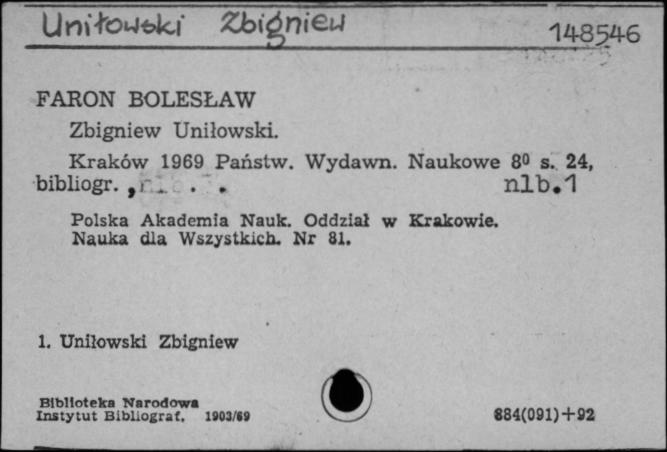 Uniłowski Zbigniew 148546
FARON BOLESŁAW
Zbigniew Uniłowski.
Kraków 1969 Państw. Wydawn. Naukowe 8⁰ s. 24,
bibliogr. , nlb.1
Polska Akademia Nauk. Oddział w Krakowie.
Nauka dla Wszystkich. Nr 81.
1. Uniłowski Zbigniew
Biblioteka Narodowa
Instytut Bibliograf. 1903/69 884(091)+92